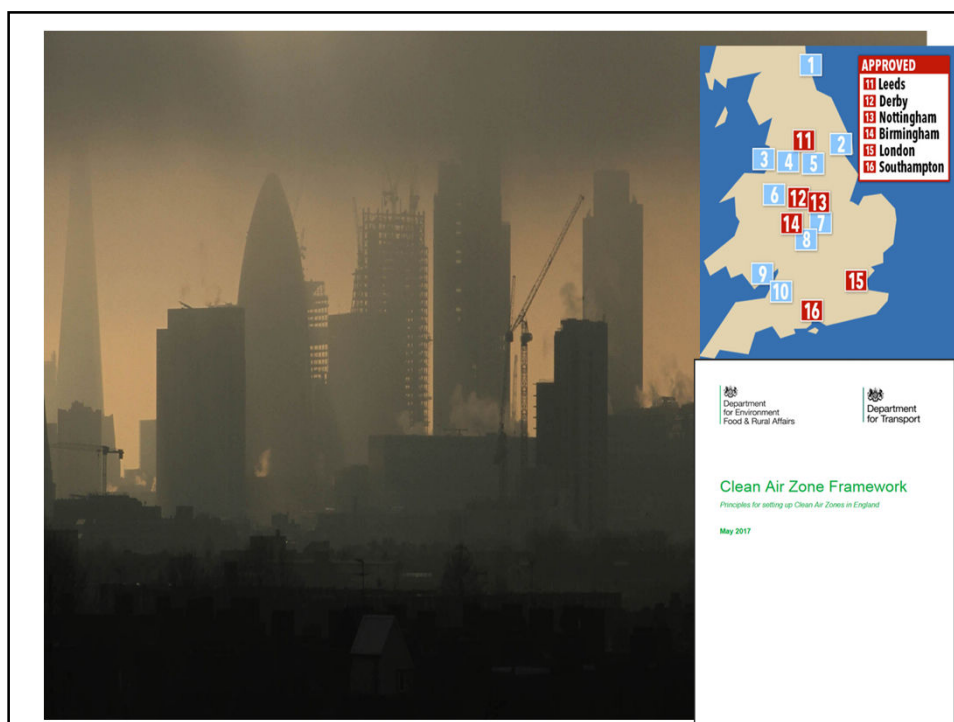 1
2
3
4
5
6
7
8
9
10
11
12
13
14
15
16
APPROVED
11 Leeds
12 Derby
13 Nottingham
14 Birmingham
15 London
16 Southampton
Department
for Environment
Food & Rural Affairs
Department
for Transport
Clean Air Zone Framework
Principles for setting up Clean Air Zones in England
May 2017